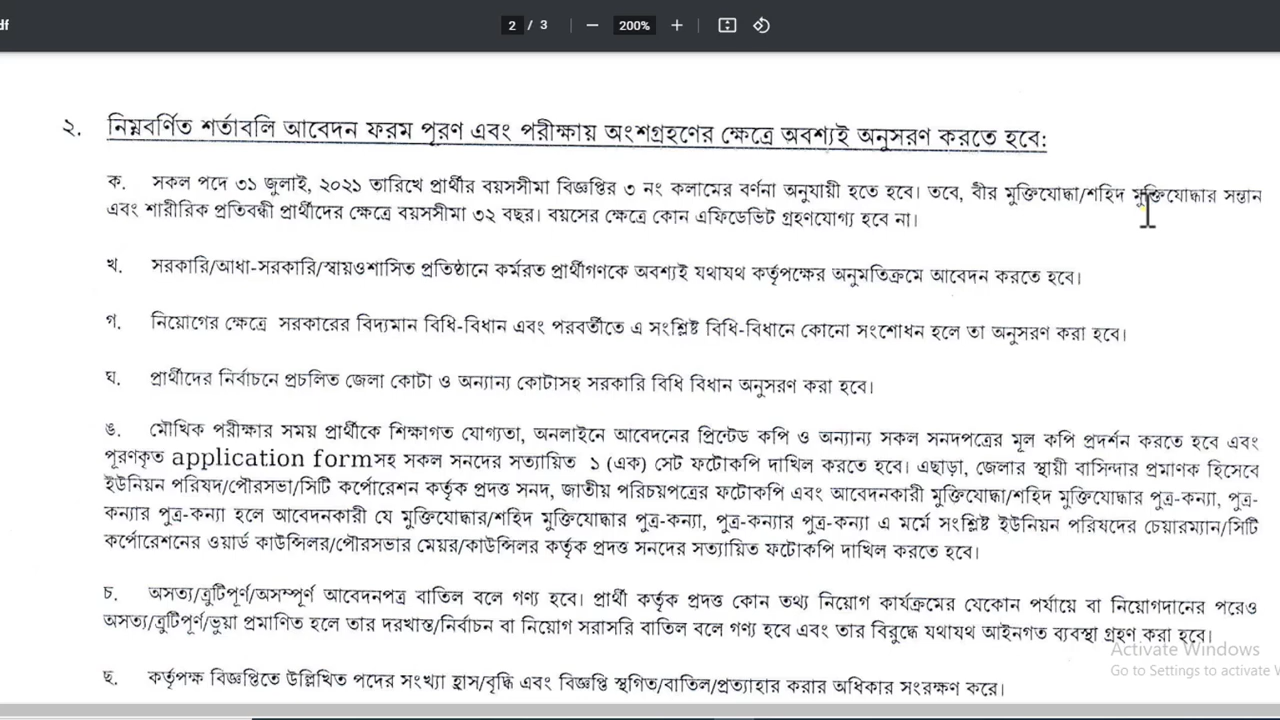 df
2 / 3
200%
২. নিম্নবর্ণিত শর্তাবলি আবেদন ফরম পূরণ এবং পরীক্ষায় অংশগ্রহণের ক্ষেত্রে অবশ্যই অনুসরণ করতে হবে:
ক. সকল পদে ৩১ জুলাই, ২০২১ তারিখে প্রার্থীর বয়সসীমা বিজ্ঞপ্তির ৩ নং কলামের বর্ণনা অনুযায়ী হতে হবে। তবে, বীর মুক্তিযোদ্ধা/শহিদ মুক্তিযোদ্ধার সন্তান
এবং শারীরিক প্রতিবন্ধী প্রার্থীদের ক্ষেত্রে বয়সসীমা ৩২ বছর। বয়সের ক্ষেত্রে কোন এফিডেভিট গ্রহণযোগ্য হবে না।
খ. সরকারি/আধা-সরকারি/স্বায়ওশাসিত প্রতিষ্ঠানে কর্মরত প্রার্থীগণকে অবশ্যই যথাযথ কর্তৃপক্ষের অনুমতিক্রমে আবেদন করতে হবে।
গ. নিয়োগের ক্ষেত্রে সরকারের বিদ্যমান বিধি-বিধান এবং পরবর্তীতে এ সংশ্লিষ্ট বিধি-বিধানে কোনো সংশোধন হলে তা অনুসরণ করা হবে।
ঘ. প্রার্থীদের নির্বাচনে প্রচলিত জেলা কোটা ও অন্যান্য কোটাসহ সরকারি বিধি বিধান অনুসরণ করা হবে।
ঙ. মৌখিক পরীক্ষার সময় প্রার্থীকে শিক্ষাগত যোগ্যতা, অনলাইনে আবেদনের প্রিন্টেড কপি ও অন্যান্য সকল সনদপত্রের মূল কপি প্রদর্শন করতে হবে এবং
পূরণকৃত application formসহ সকল সনদের সত্যায়িত ১ (এক) সেট ফটোকপি দাখিল করতে হবে। এছাড়া, জেলার স্থায়ী বাসিন্দার প্রমাণক হিসেবে
ইউনিয়ন পরিষদ/পৌরসভা/সিটি কর্পোরেশন কর্তৃক প্রদত্ত সনদ, জাতীয় পরিচয়পত্রের ফটোকপি এবং আবেদনকারী মুক্তিযোদ্ধা/শহিদ মুক্তিযোদ্ধার পুত্র-কন্যা, পুত্র-
কন্যার পুত্র-কন্যা হলে আবেদনকারী যে মুক্তিযোদ্ধার/শহিদ মুক্তিযোদ্ধার পুত্র-কন্যা, পুত্র-কন্যার পুত্র-কন্যা এ মর্মে সংশ্লিষ্ট ইউনিয়ন পরিষদের চেয়ারম্যান/সিটি
কর্পোরেশনের ওয়ার্ড কাউন্সিলর/পৌরসভার মেয়র/কাউন্সিলর কর্তৃক প্রদত্ত সনদের সত্যায়িত ফটোকপি দাখিল করতে হবে।
চ. অসত্য/ত্রুটিপূর্ণ/অসম্পূর্ণ আবেদনপত্র বাতিল বলে গণ্য হবে। প্রার্থী কর্তৃক প্রদত্ত কোন তথ্য নিয়োগ কার্যক্রমের যেকোন পর্যায়ে বা নিয়োগদানের পরেও
অসত্য/ত্রুটিপূর্ণ/ভুয়া প্রমাণিত হলে তার দরখাস্ত/নির্বাচন বা নিয়োগ সরাসরি বাতিল বলে গণ্য হবে এবং তার বিরুদ্ধে যথাযথ আইনগত ব্যবস্থা গ্রহণ করা হবে।
Activate Windows
Go to Settings to activate W
ছ. কর্তৃপক্ষ বিজ্ঞপ্তিতে উল্লিখিত পদের সংখ্যা হ্রাস/বৃদ্ধি এবং বিজ্ঞপ্তি স্থগিত/বাতিল/প্রত্যাহার করার অধিকার সংরক্ষণ করে।